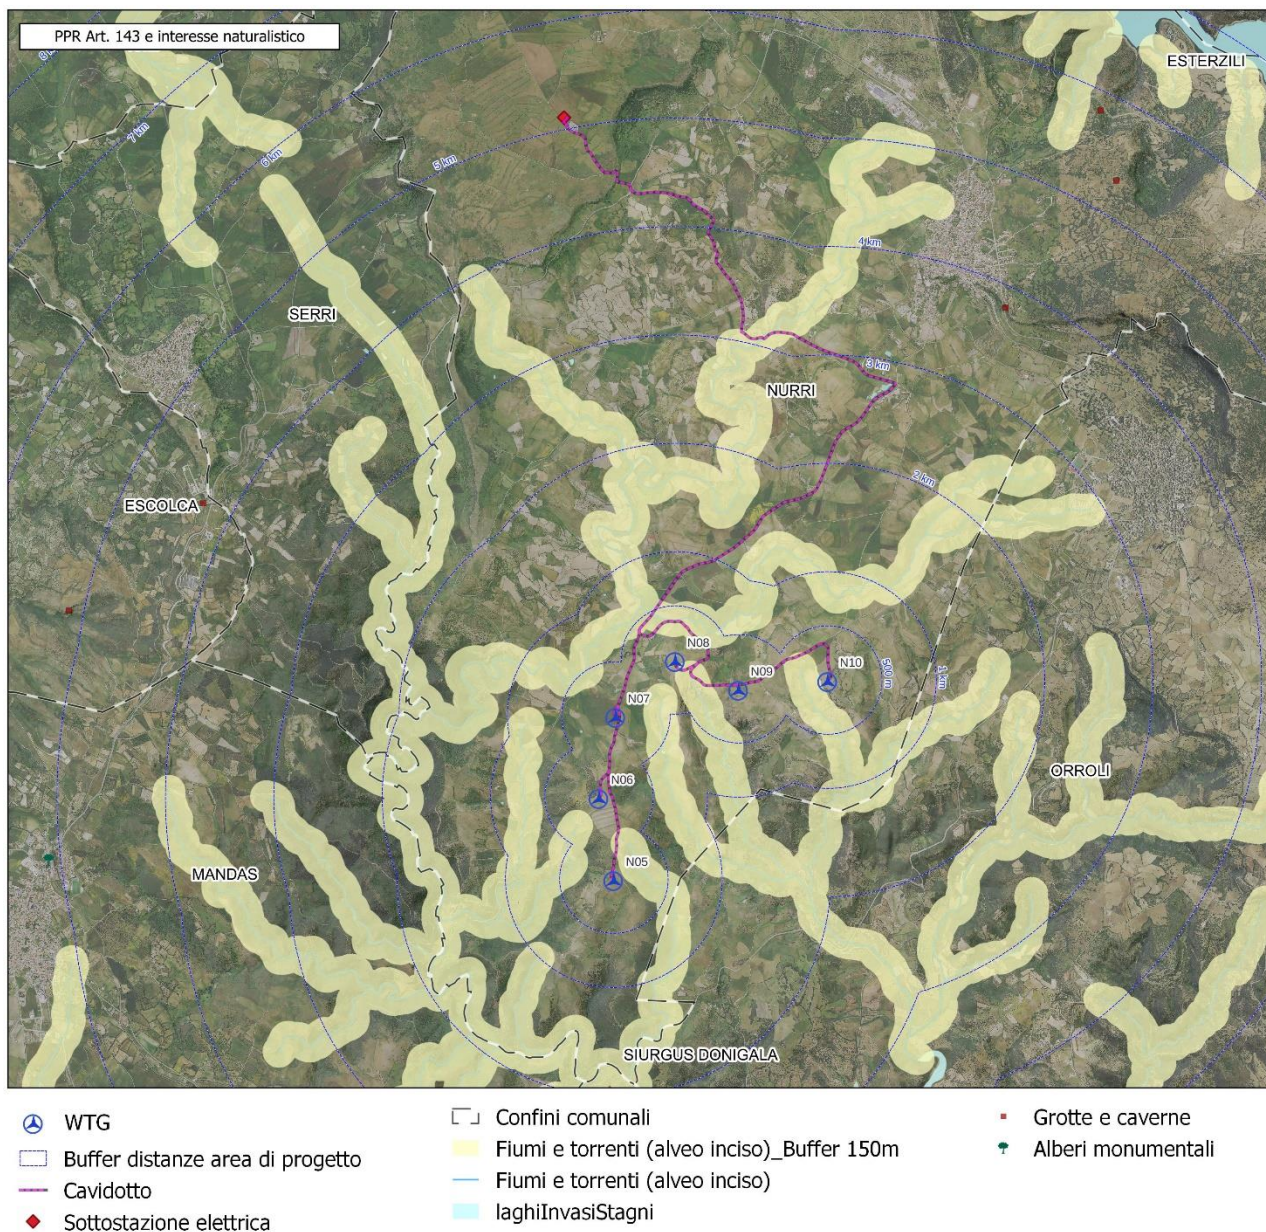 PPR Art. 143 e interesse naturalistico
8 km
ESTERZILI
7 km
6 km
5 km
4 km
SERRI
3 km
NURRI
2 km
ESCOLCA
N08
N09
N10
500 m
1 km
N07
N06
ORROLI
N05
MANDAS
SIURGUS DONIGALA
WTG
Buffer distanze area di progetto
Cavidotto
Sottostazione elettrica
Confini comunali
Fiumi e torrenti (alveo inciso)_Buffer 150m
Fiumi e torrenti (alveo inciso)
laghiInvasiStagni
Grotte e caverne
Alberi monumentali